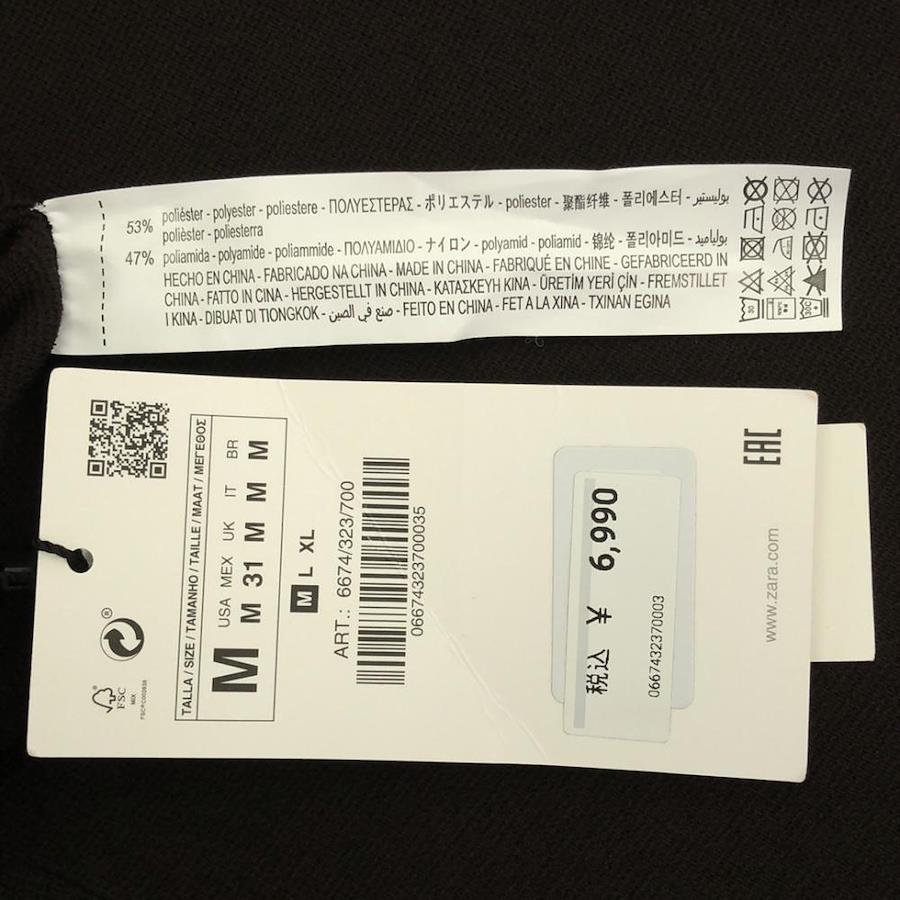 53%
poliéster - polyester - poliestere - ΠΟΛΥΕΣΤΕΡΑΣ - ポリエステル - poliester - 聚酯纤维 - 폴리에스터 - بوليستير
polièster - poliesterra
47%
poliamida - polyamide - poliammide - ΠΟΛΥΑΜΙΔΙΟ - ナイロン - polyamid - poliamid - 锦纶 - 폴리아미드 - بولياميد
HECHO EN CHINA - FABRICADO NA CHINA - MADE IN CHINA - FABRIQUÉ EN CHINE - GEFABRICEERD IN
CHINA - FATTO IN CINA - HERGESTELLT IN CHINA - ΚΑΤΑΣΚΕΥΗ ΚΙΝΑ - ÜRETİM YERİ ÇİN - FREMSTILLET
I KINA - DIBUAT DI TIONGKOK - صنع في الصين - FEITO EN CHINA - FET A LA XINA - TXINAN EGINA
TALLA / SIZE / TAMANHO / TAILLE / MAAT / ΜΕΓΕΘΟΣ
USA MEX UK IT BR
M M 31 M M M
M L XL
ART.: 6674/323/700
06674323700035
税込 ¥ 6,990
0667432370003
www.zara.com
EAC
FSC
MIX